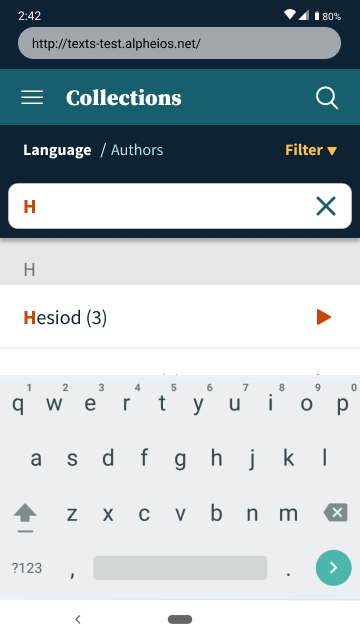 2:42
80%
http://texts-test.alpheios.net/
Collections
Language / Authors
Filter
H
H
Hesiod (3)
1 2 3 4 5 6 7 8 9 0
q w e r t y u i o p
a s d f g h j k l
z x c v b n m
?123 , .